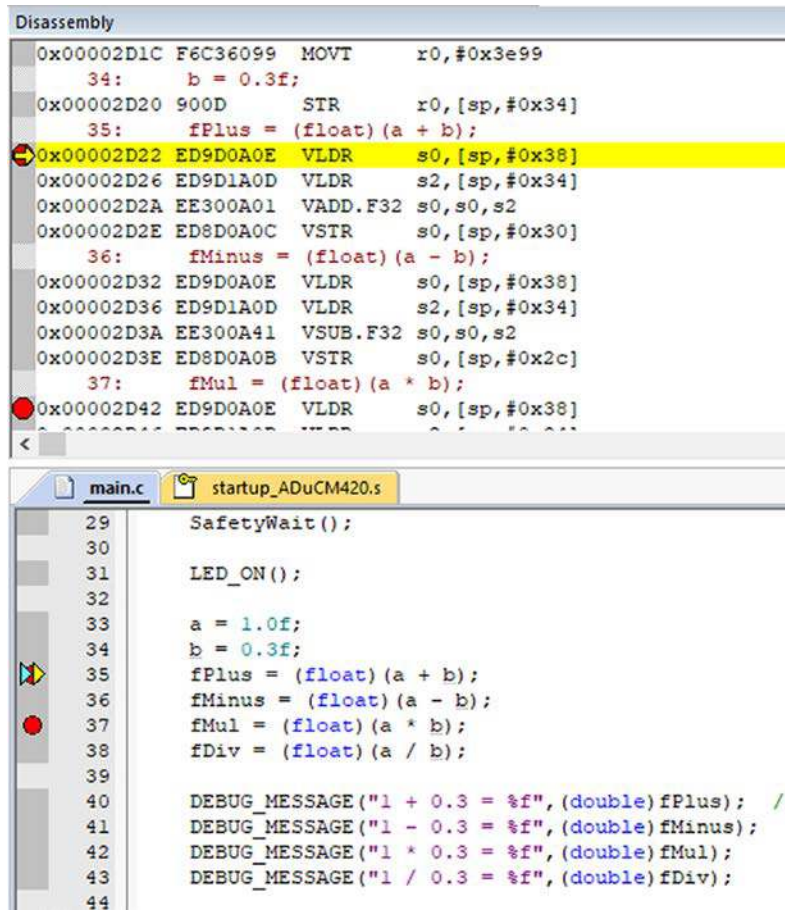 Disassembly
0x00002D1C F6C36099 MOVT r0,#0x3e99
34: b = 0.3f;
0x00002D20 900D STR r0,[sp,#0x34]
35: fPlus = (float)(a + b);
0x00002D22 ED9D0A0E VLDR s0,[sp,#0x38]
0x00002D26 ED9D1A0D VLDR s2,[sp,#0x34]
0x00002D2A EE300A01 VADD.F32 s0,s0,s2
0x00002D2E ED8D0A0C VSTR s0,[sp,#0x30]
36: fMinus = (float)(a - b);
0x00002D32 ED9D0A0E VLDR s0,[sp,#0x38]
0x00002D36 ED9D1A0D VLDR s2,[sp,#0x34]
0x00002D3A EE300A41 VSUB.F32 s0,s0,s2
0x00002D3E ED8D0A0B VSTR s0,[sp,#0x2c]
37: fMul = (float)(a * b);
0x00002D42 ED9D0A0E VLDR s0,[sp,#0x38]
main.c startup_ADuCM420.s
29 SafetyWait();
30
31 LED_ON();
32
33 a = 1.0f;
34 b = 0.3f;
35 fPlus = (float)(a + b);
36 fMinus = (float)(a - b);
37 fMul = (float)(a * b);
38 fDiv = (float)(a / b);
39
40 DEBUG_MESSAGE("1 + 0.3 = %f",(double)fPlus); /
41 DEBUG_MESSAGE("1 - 0.3 = %f",(double)fMinus);
42 DEBUG_MESSAGE("1 * 0.3 = %f",(double)fMul);
43 DEBUG_MESSAGE("1 / 0.3 = %f",(double)fDiv);
44